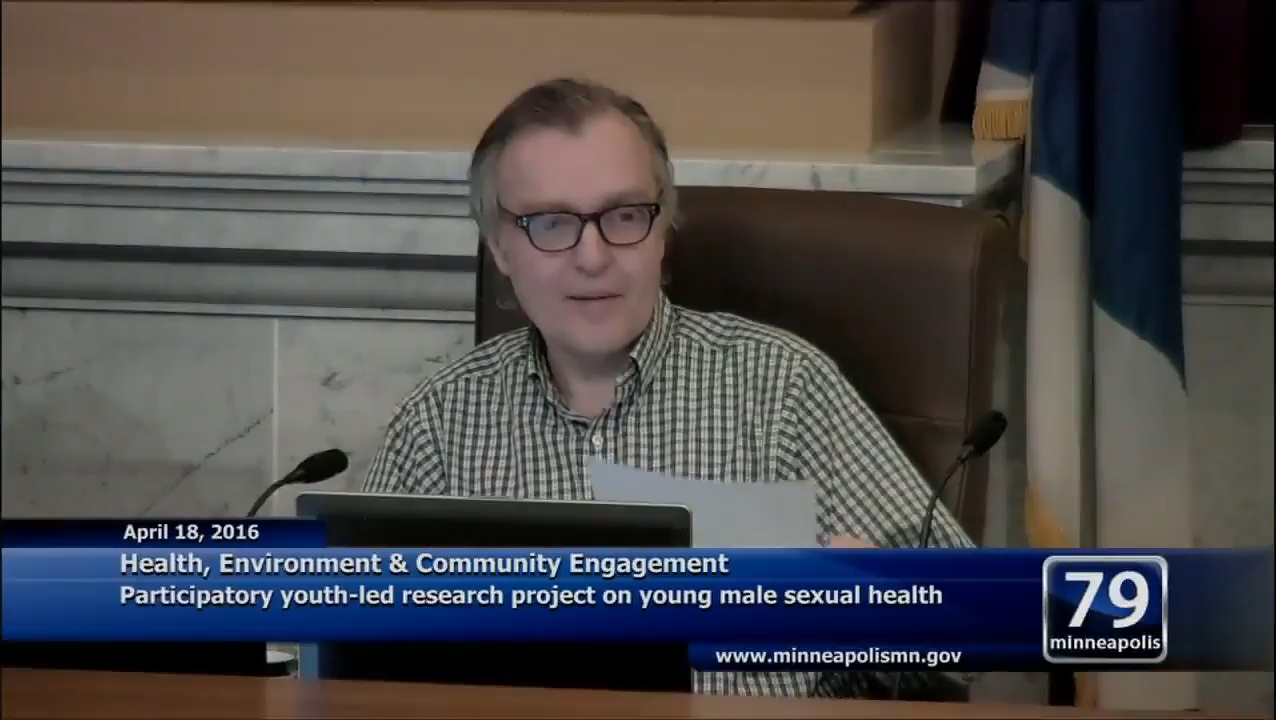 April 18, 2016
Health, Environment & Community Engagement
Participatory youth-led research project on young male sexual health
79
minneapolis
www.minneapolismn.gov